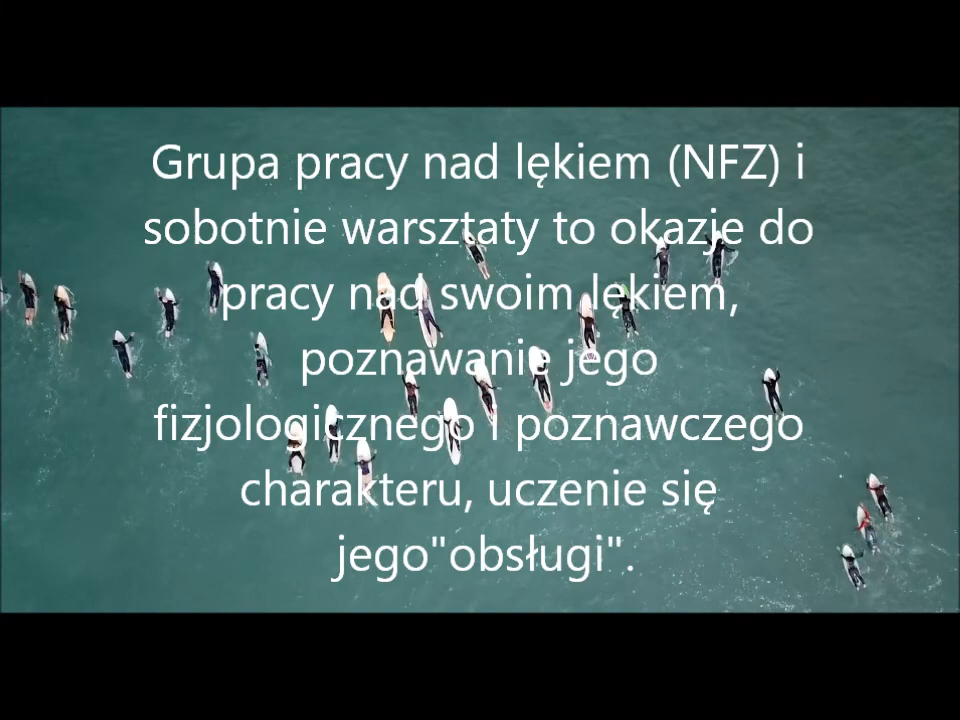 Grupa pracy nad lękiem (NFZ) i
sobotnie warsztaty to okazje do
pracy nad swoim lękiem,
poznawanie jego
fizjologicznego i poznawczego
charakteru, uczenie się
jego"obsługi".